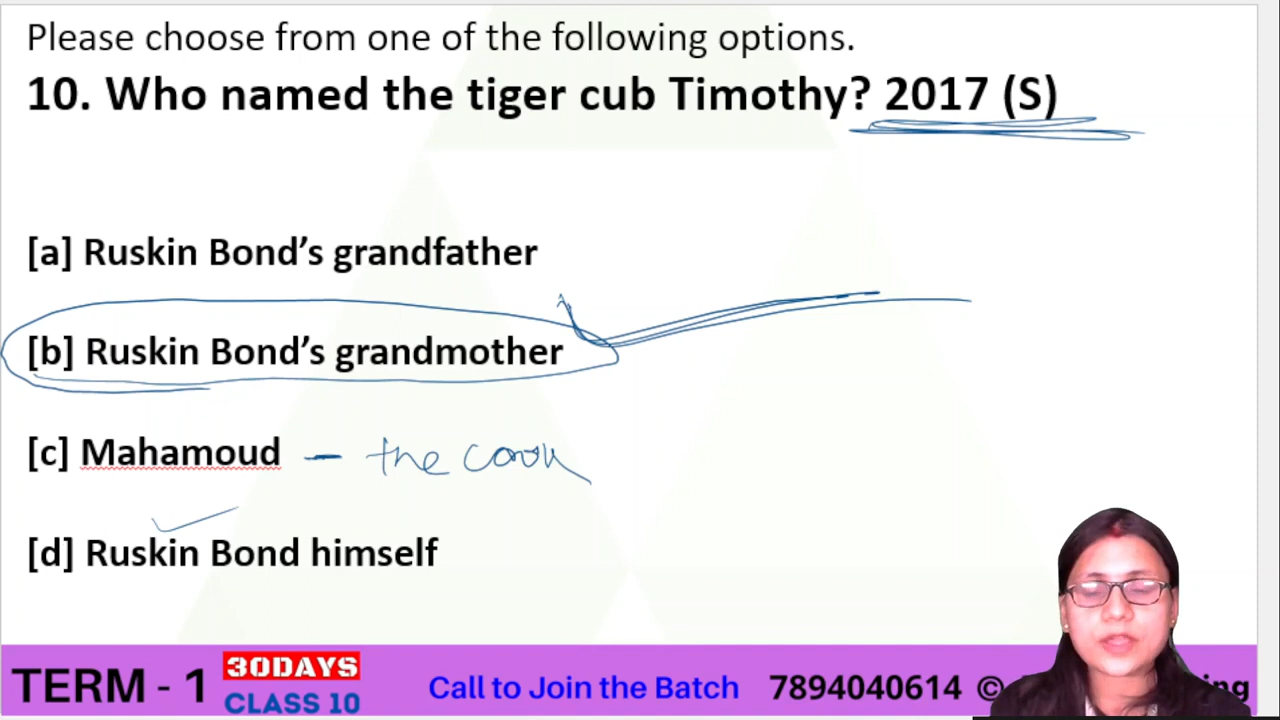 Please choose from one of the following options.
10. Who named the tiger cub Timothy? 2017 (S)
[a] Ruskin Bond’s grandfather
[b] Ruskin Bond’s grandmother
[c] Mahamoud – the cook
[d] Ruskin Bond himself
TERM - 1
30DAYS
CLASS 10
Call to Join the Batch 7894040614 ©